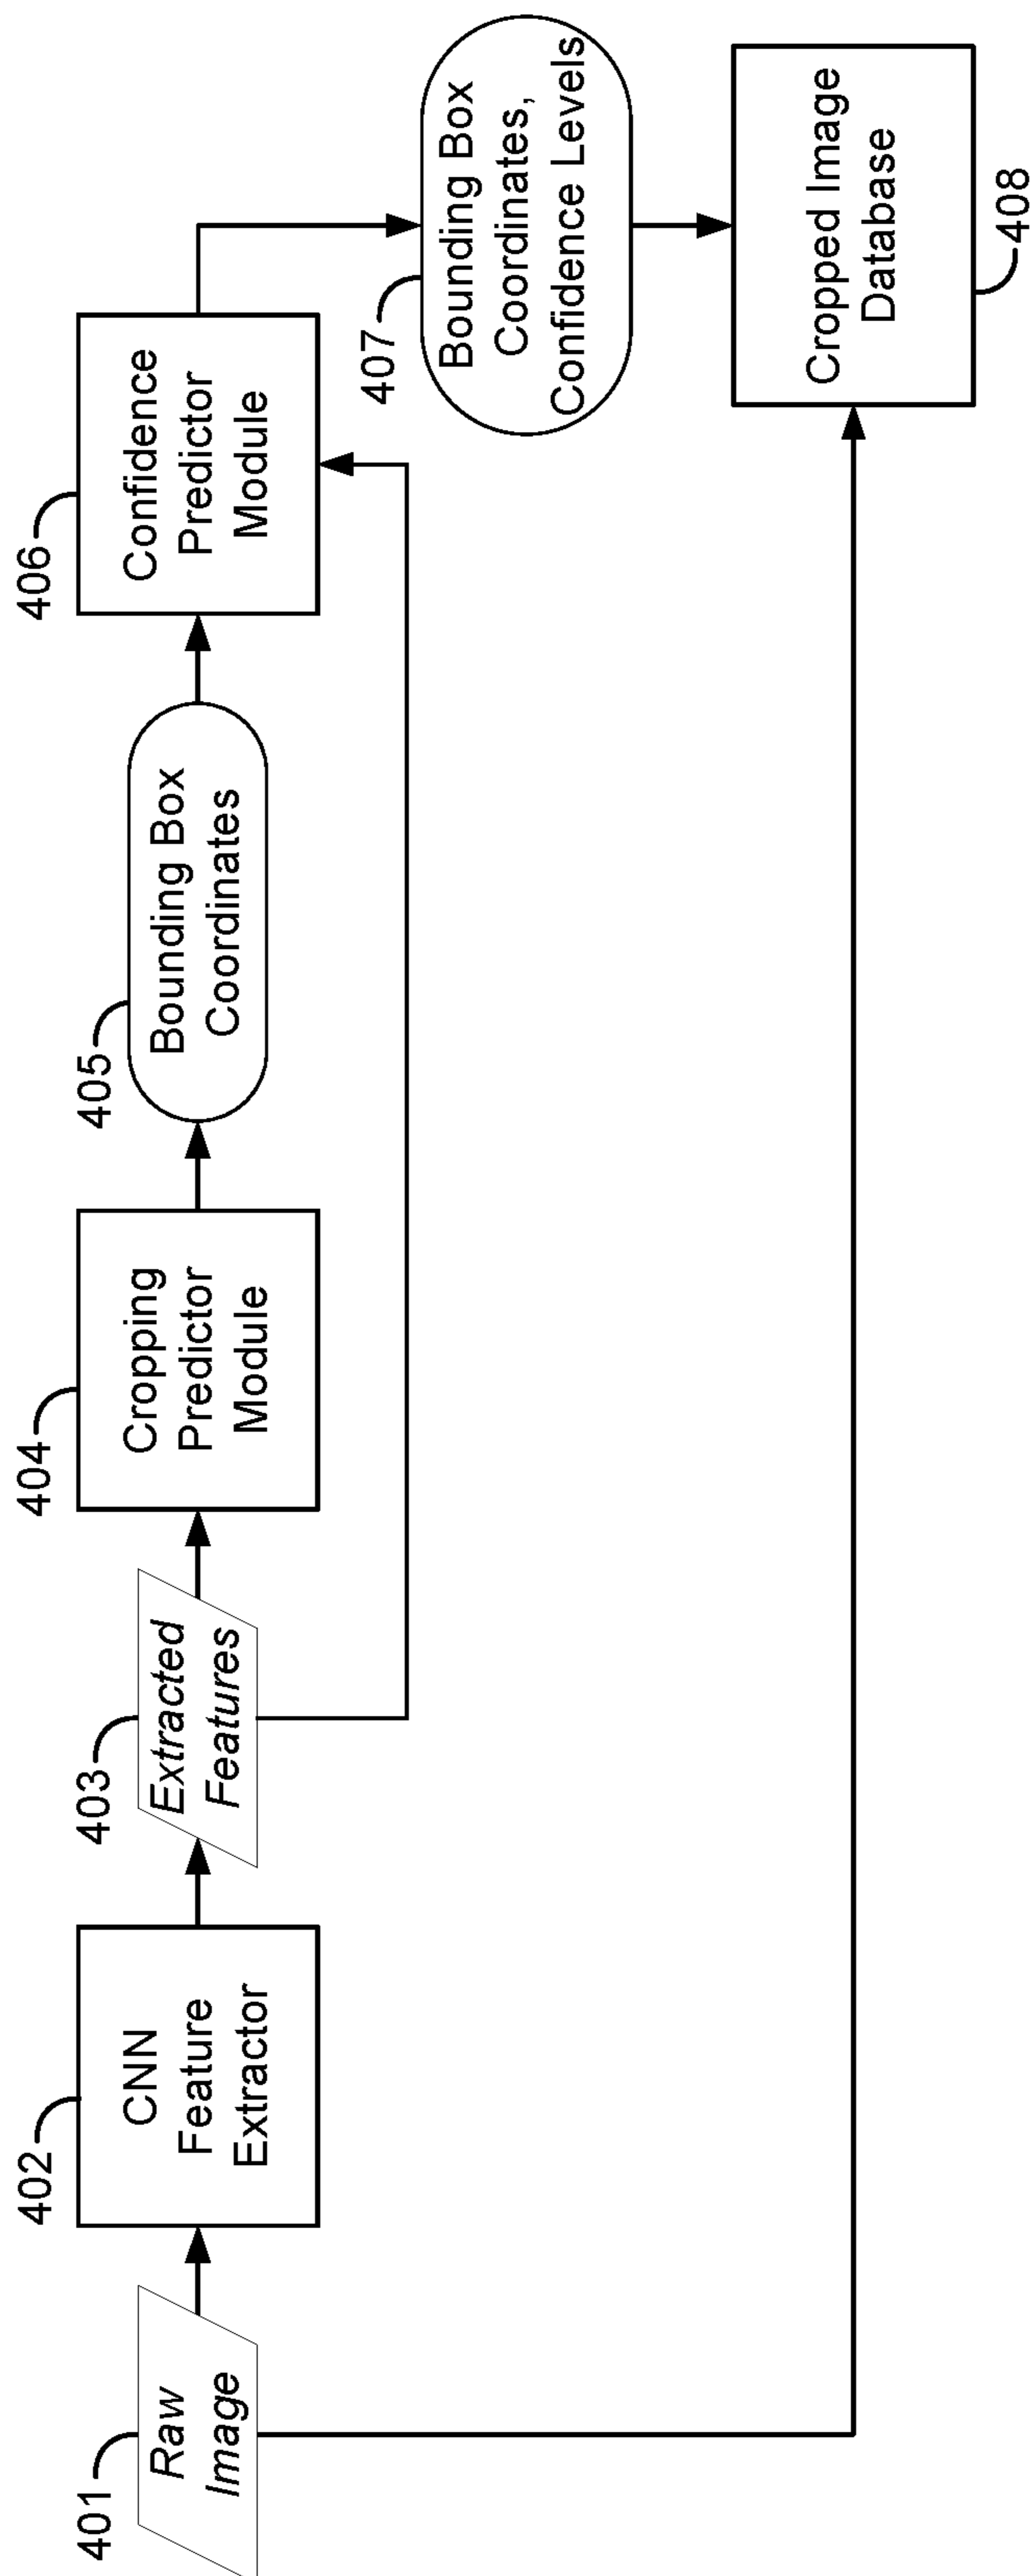 401
Raw
Image
402
CNN
Feature
Extractor
403
Extracted
Features
404
Cropping
Predictor
Module
405
Bounding Box
Coordinates
406
Confidence
Predictor
Module
407
Bounding Box
Coordinates,
Confidence Levels
Cropped Image
Database
408